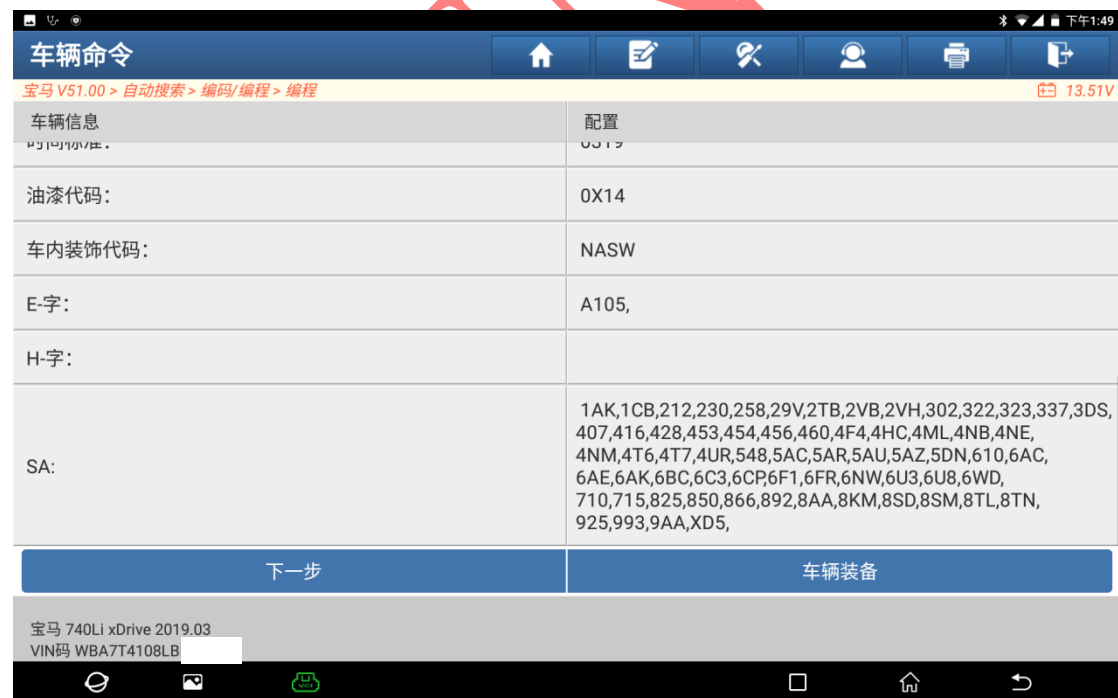 下午1:49
车辆命令
宝马 V51.00 > 自动搜索 > 编码/编程 > 编程
13.51V
车辆信息
配置
时间标准：
0319
油漆代码：
0X14
车内装饰代码：
NASW
E-字：
A105,
H-字：
SA:
1AK,1CB,212,230,258,29V,2TB,2VB,2VH,302,322,323,337,3DS,
407,416,428,453,454,456,460,4F4,4HC,4ML,4NB,4NE,
4NM,4T6,4T7,4UR,548,5AC,5AR,5AU,5AZ,5DN,610,6AC,
6AE,6AK,6BC,6C3,6CP,6F1,6FR,6NW,6U3,6U8,6WD,
710,715,825,850,866,892,8AA,8KM,8SD,8SM,8TL,8TN,
925,993,9AA,XD5,
下一步
车辆装备
宝马 740Li xDrive 2019.03
VIN码 WBA7T4108LB
VCI